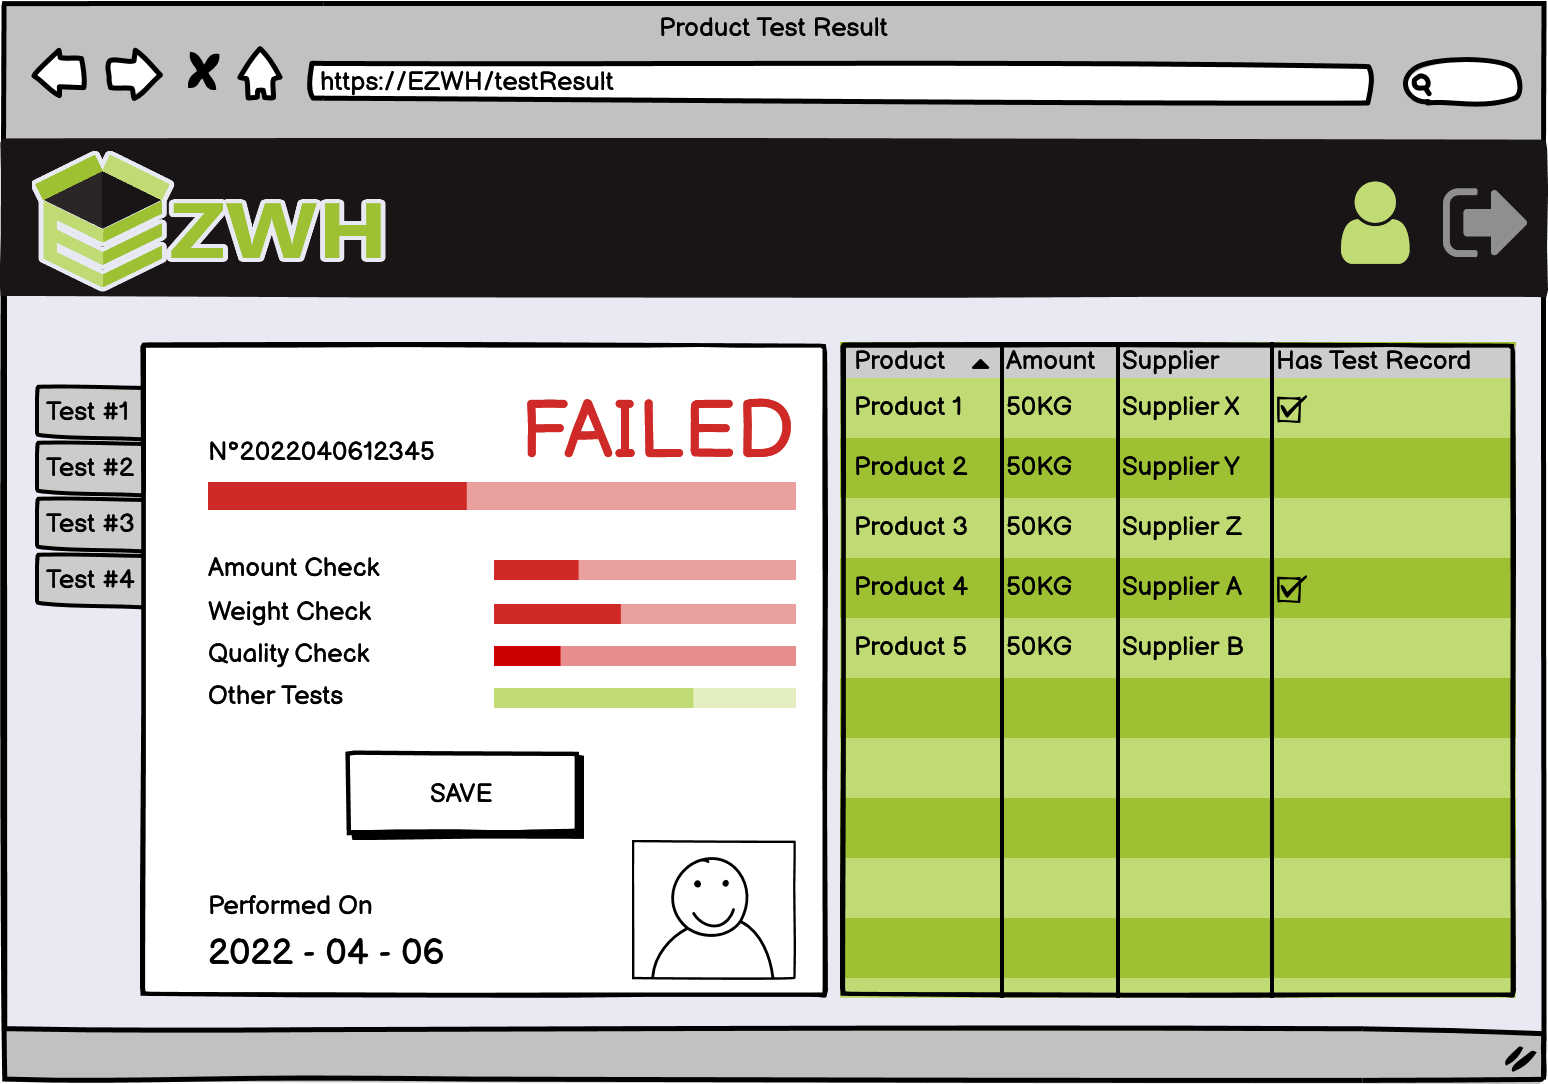 Product Test Result
https://EZWH/testResult
EZWH
Test #1
Test #2
Test #3
Test #4
FAILED
N°2022040612345
Amount Check
Weight Check
Quality Check
Other Tests
SAVE
Performed On
2022 - 04 - 06
Product Amount Supplier Has Test Record
Product 1 50KG Supplier X
Product 2 50KG Supplier Y
Product 3 50KG Supplier Z
Product 4 50KG Supplier A
Product 5 50KG Supplier B